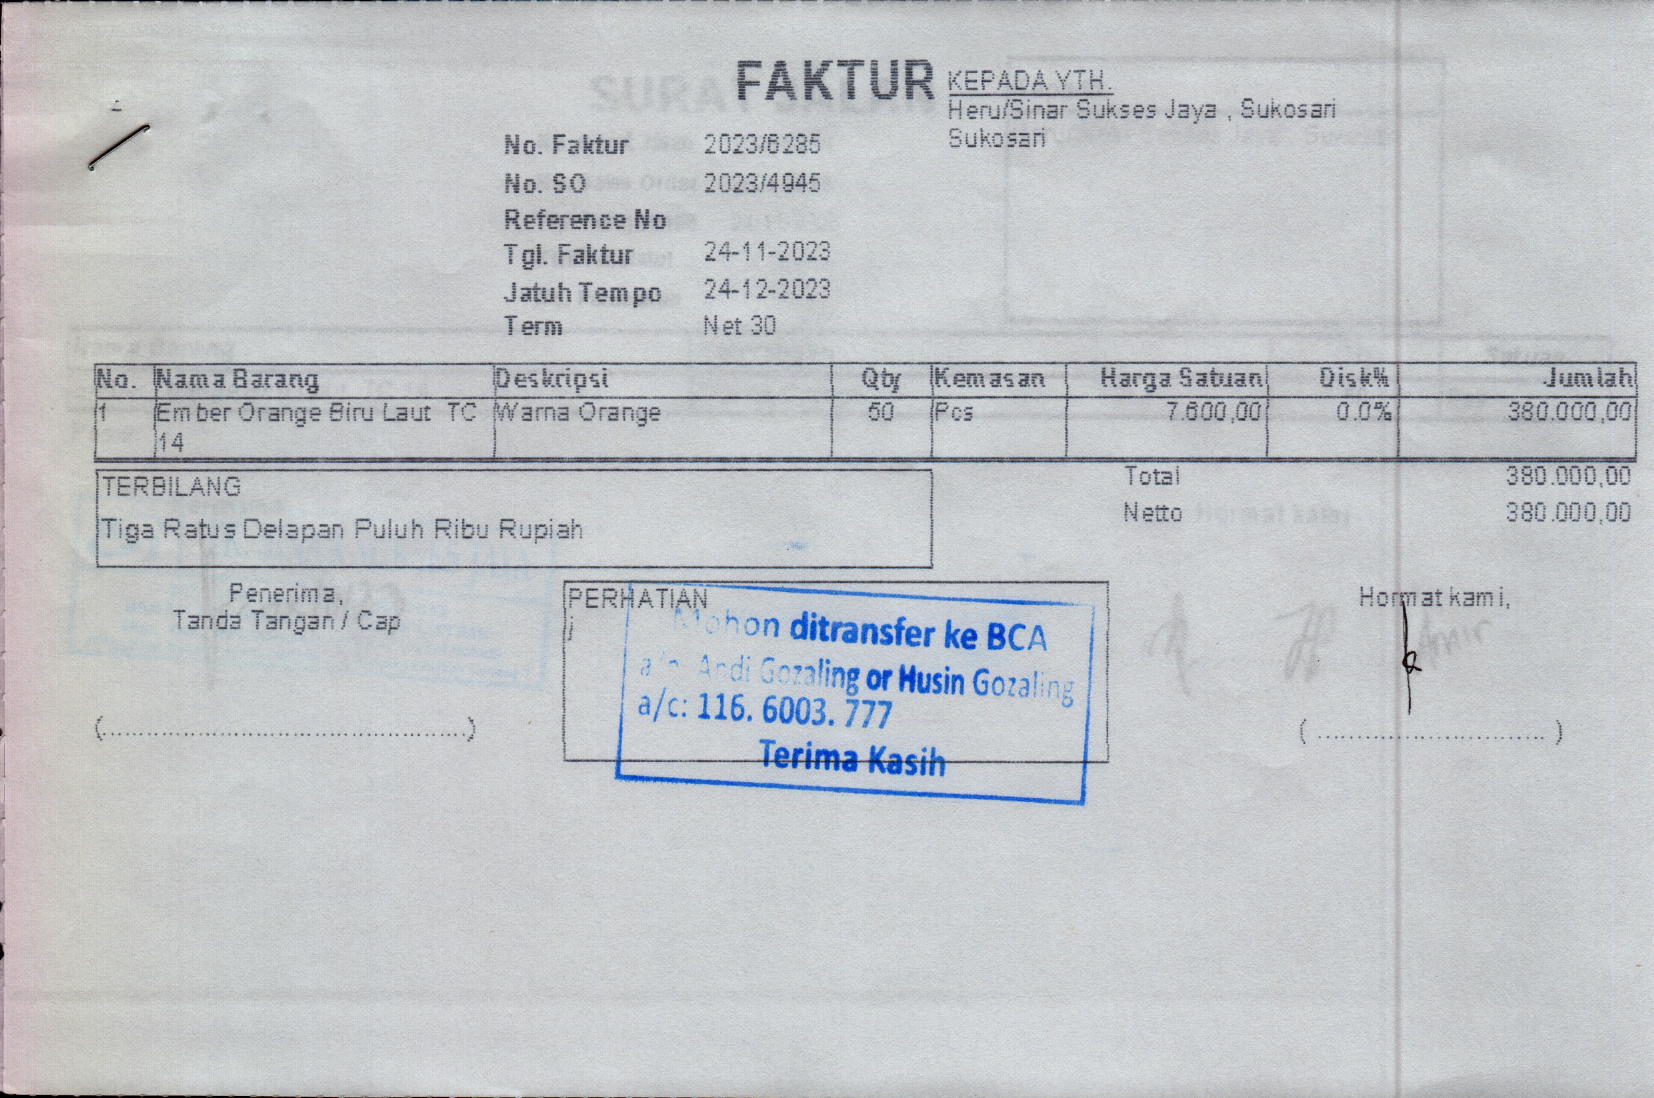 FAKTUR
KEPADA YTH.
Heru/Sinar Sukses Jaya , Sukosari
Sukosari
No. Faktur 2023/6285
No. SO 2023/4945
Reference No
Tgl. Faktur 24-11-2023
Jatuh Tempo 24-12-2023
Term Net 30
No. Nama Barang Deskripsi Qty Kemasan Harga Satuan Disk% Jumlah
1 Ember Orange Biru Laut TC Warna Orange 50 Pcs 7.600,00 0.0% 380.000,00
14
Total 380.000,00
Netto 380.000,00
TERBILANG
Tiga Ratus Delapan Puluh Ribu Rupiah
Penerima,
Tanda Tangan / Cap
(..........................................)
PERHATIAN
j
Mohon ditransfer ke BCA
a/n. Andi Gozaling or Husin Gozaling
a/c: 116. 6003. 777
Terima Kasih
Hormat kami,
( .......................... )